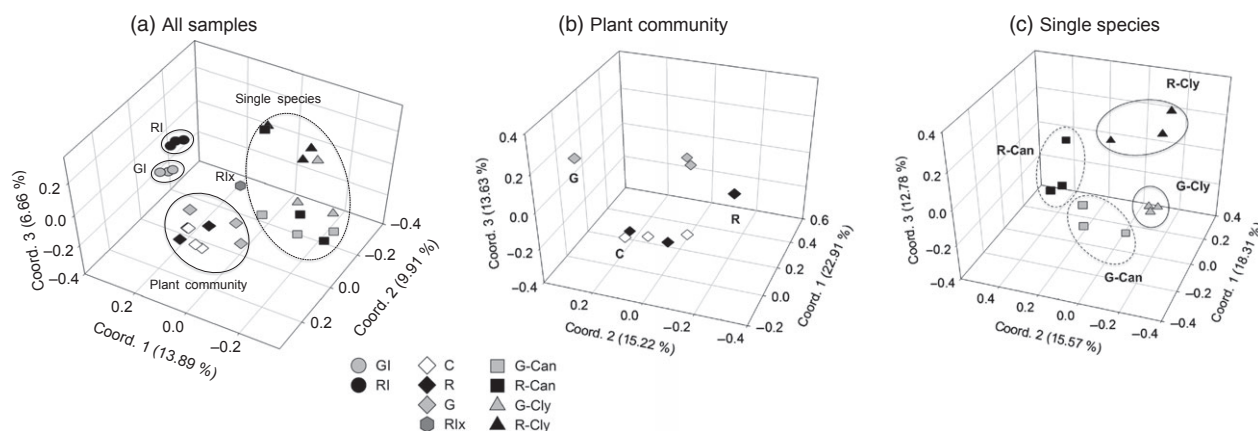 (a) All samples
Single species
RI
GI
RIx
Plant community
Coord. 3 (6.66 %)
0.2
0.0
−0.2
−0.4
Coord. 1 (13.89 %)
0.2
0.0
−0.2
Coord. 2 (9.91 %)
−0.4
−0.2
0.0
0.2
(b) Plant community
G
R
C
Coord. 3 (13.63 %)
0.4
0.2
0.0
−0.2
−0.4
Coord. 2 (15.22 %)
0.2
0.0
−0.2
−0.4
Coord. 1 (22.91 %)
0.6
0.4
0.2
0.0
−0.2
(c) Single species
R-Cly
R-Can
G-Cly
G-Can
Coord. 3 (12.78 %)
0.4
0.2
0.0
−0.2
−0.4
Coord. 2 (15.57 %)
0.4
0.2
0.0
−0.2
−0.4
Coord. 1 (18.31 %)
0.4
0.2
0.0
−0.2
−0.4
GI
RI
C
R
G
RIx
G-Can
R-Can
G-Cly
R-Cly